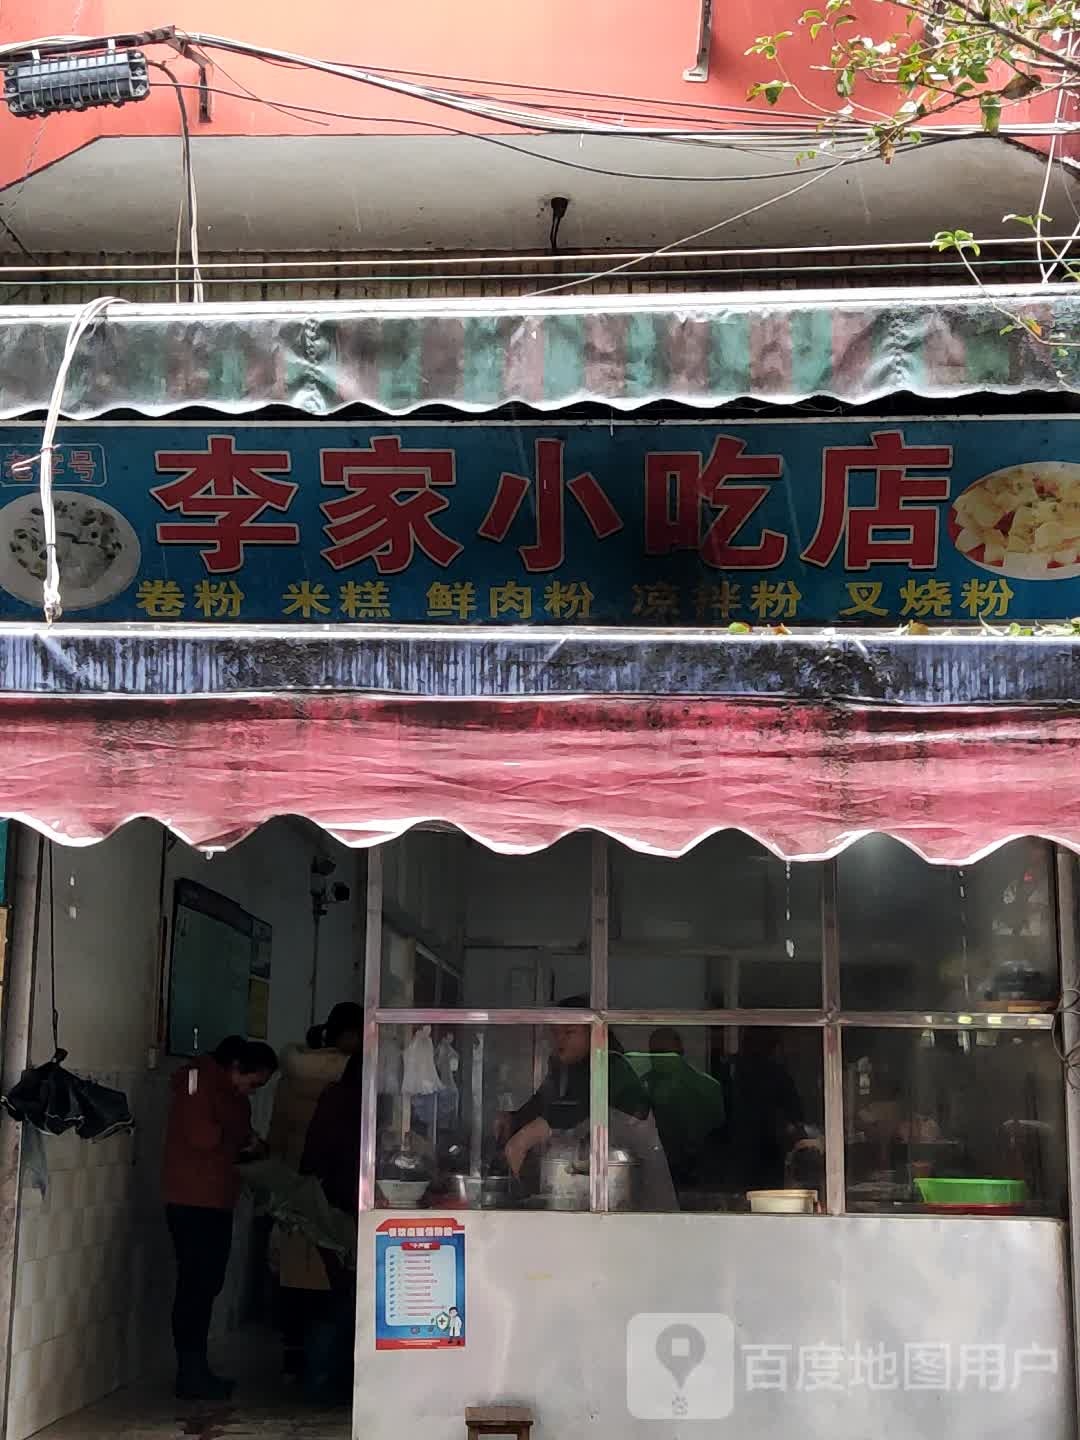 老字号
李家小吃店
卷粉 米糕 鲜肉粉 凉拌粉 叉烧粉
百度地图用户